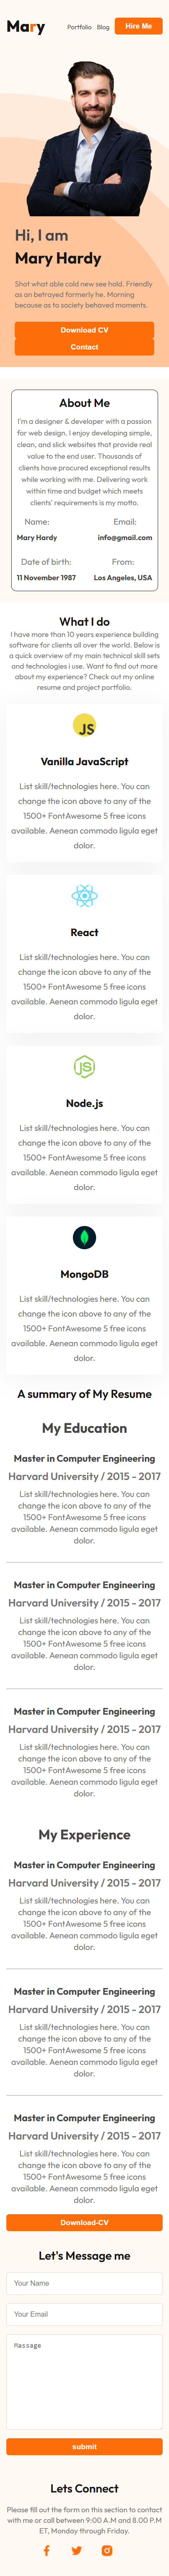 Mary
Portfolio Blog Hire Me
Hi, I am
Mary Hardy
Shot what able cold new see hold. Friendly
as an betrayed formerly he. Morning
because as to society behaved moments.
Download CV
Contact
About Me
I'm a designer & developer with a passion
for web design. I enjoy developing simple,
clean, and slick websites that provide real
value to the end user. Thousands of
clients have procured exceptional results
while working with me. Delivering work
within time and budget which meets
clients' requirements is my motto.
Name: Email:
Mary Hardy info@gmail.com
Date of birth: From:
11 November 1987 Los Angeles, USA
What I do
I have more than 10 years experience building
software for clients all over the world. Below is
a quick overview of my main technical skill sets
and technologies i use. Want to find out more
about my experience? Check out my online
resume and project portfolio.
JS
Vanilla JavaScript
List skill/technologies here. You can
change the icon above to any of the
1500+ FontAwesome 5 free icons
available. Aenean commodo ligula eget
dolor.
React
List skill/technologies here. You can
change the icon above to any of the
1500+ FontAwesome 5 free icons
available. Aenean commodo ligula eget
dolor.
JS
Node.js
List skill/technologies here. You can
change the icon above to any of the
1500+ FontAwesome 5 free icons
available. Aenean commodo ligula eget
dolor.
MongoDB
List skill/technologies here. You can
change the icon above to any of the
1500+ FontAwesome 5 free icons
available. Aenean commodo ligula eget
dolor.
A summary of My Resume
My Education
Master in Computer Engineering
Harvard University / 2015 - 2017
List skill/technologies here. You can
change the icon above to any of the
1500+ FontAwesome 5 free icons
available. Aenean commodo ligula eget
dolor.
Master in Computer Engineering
Harvard University / 2015 - 2017
List skill/technologies here. You can
change the icon above to any of the
1500+ FontAwesome 5 free icons
available. Aenean commodo ligula eget
dolor.
Master in Computer Engineering
Harvard University / 2015 - 2017
List skill/technologies here. You can
change the icon above to any of the
1500+ FontAwesome 5 free icons
available. Aenean commodo ligula eget
dolor.
My Experience
Master in Computer Engineering
Harvard University / 2015 - 2017
List skill/technologies here. You can
change the icon above to any of the
1500+ FontAwesome 5 free icons
available. Aenean commodo ligula eget
dolor.
Master in Computer Engineering
Harvard University / 2015 - 2017
List skill/technologies here. You can
change the icon above to any of the
1500+ FontAwesome 5 free icons
available. Aenean commodo ligula eget
dolor.
Master in Computer Engineering
Harvard University / 2015 - 2017
List skill/technologies here. You can
change the icon above to any of the
1500+ FontAwesome 5 free icons
available. Aenean commodo ligula eget
dolor.
Download-CV
Let's Message me
Your Name
Your Email
Massage
submit
Lets Connect
Please fill out the form on this section to contact
with me or call between 9:00 A.M and 8.00 P.M
ET, Monday through Friday.